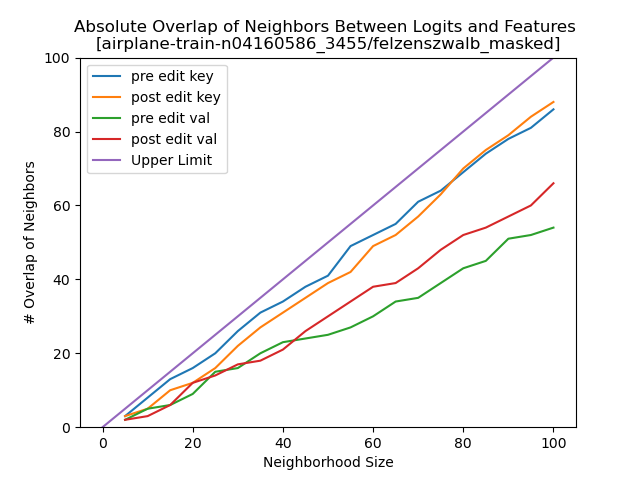 Absolute Overlap of Neighbors Between Logits and Features
[airplane-train-n04160586_3455/felzenszwalb_masked]
pre edit key
post edit key
pre edit val
post edit val
Upper Limit
# Overlap of Neighbors
100
80
60
40
20
0
0 20 40 60 80 100
Neighborhood Size